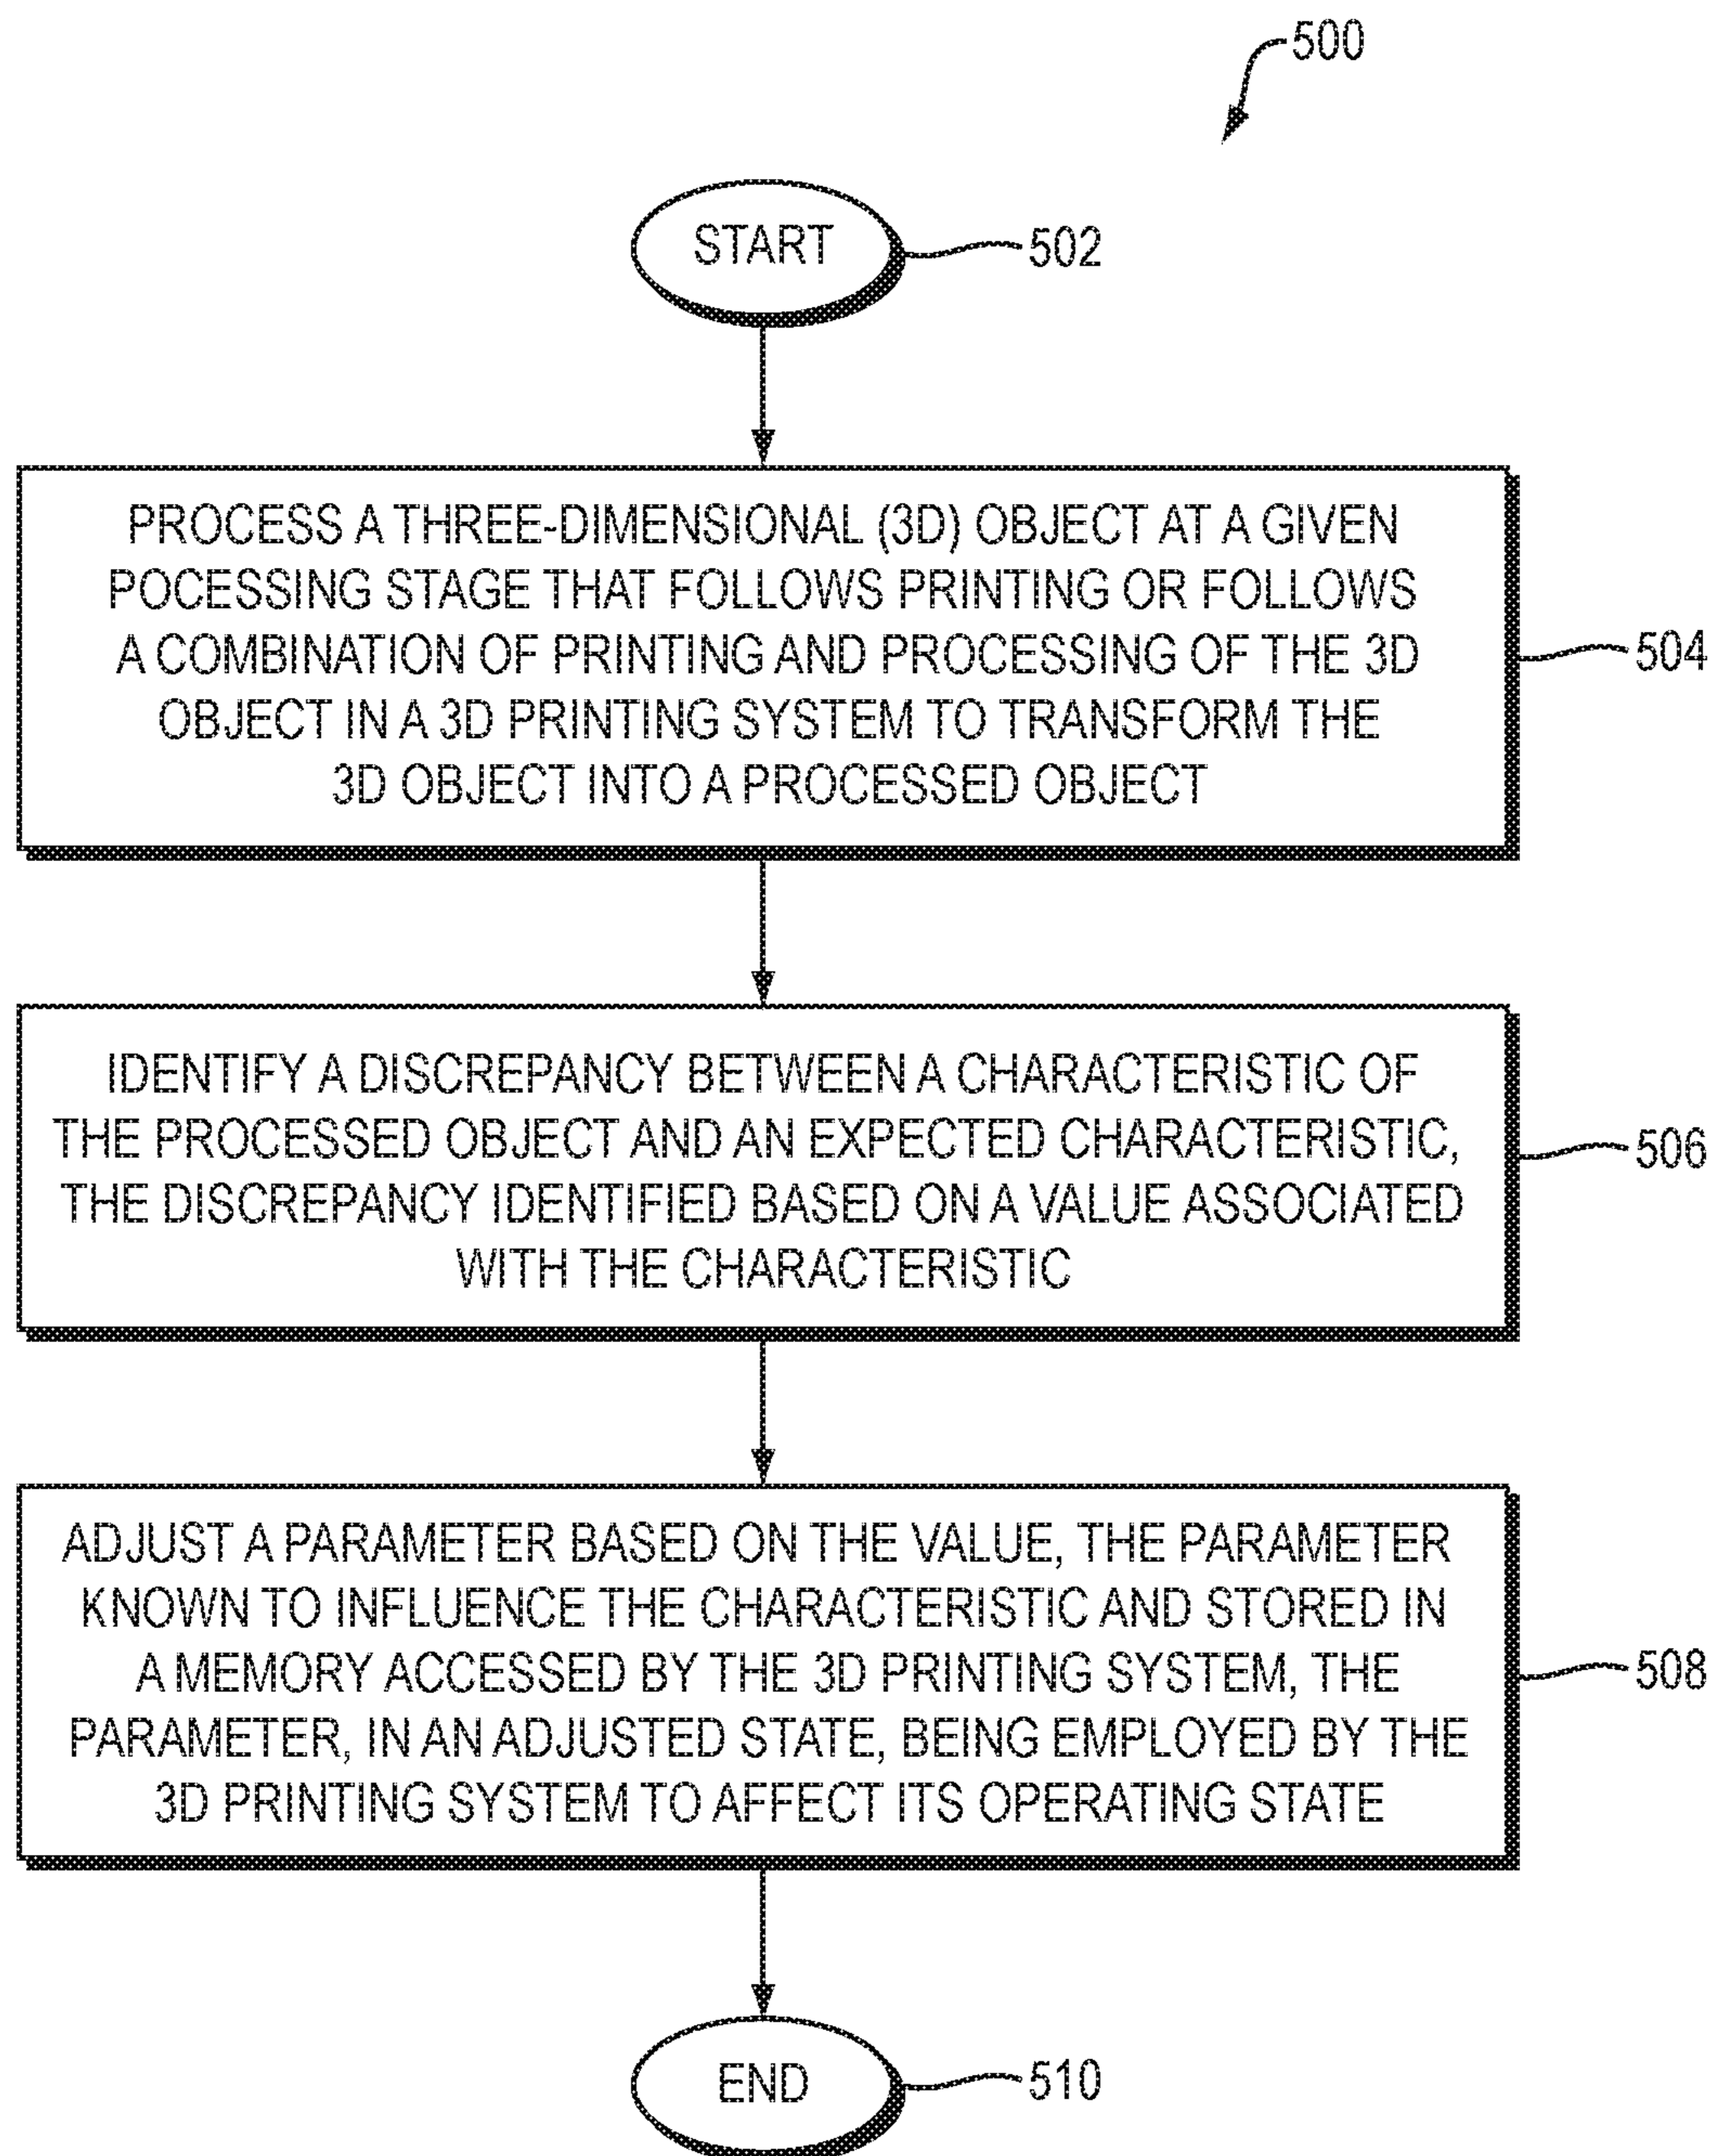 500
START
502
PROCESS A THREE-DIMENSIONAL (3D) OBJECT AT A GIVEN
POCESSING STAGE THAT FOLLOWS PRINTING OR FOLLOWS
A COMBINATION OF PRINTING AND PROCESSING OF THE 3D
OBJECT IN A 3D PRINTING SYSTEM TO TRANSFORM THE
3D OBJECT INTO A PROCESSED OBJECT
504
IDENTIFY A DISCREPANCY BETWEEN A CHARACTERISTIC OF
THE PROCESSED OBJECT AND AN EXPECTED CHARACTERISTIC,
THE DISCREPANCY IDENTIFIED BASED ON A VALUE ASSOCIATED
WITH THE CHARACTERISTIC
506
ADJUST A PARAMETER BASED ON THE VALUE, THE PARAMETER
KNOWN TO INFLUENCE THE CHARACTERISTIC AND STORED IN
A MEMORY ACCESSED BY THE 3D PRINTING SYSTEM, THE
PARAMETER, IN AN ADJUSTED STATE, BEING EMPLOYED BY THE
3D PRINTING SYSTEM TO AFFECT ITS OPERATING STATE
508
END
510